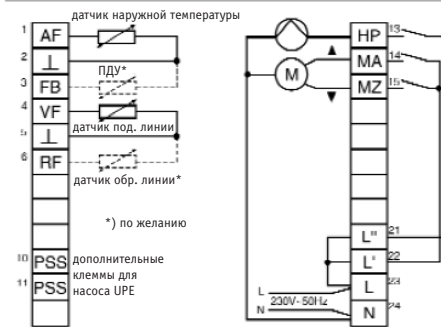 датчик наружной температуры
1 AF
2 ⊥
ПДУ*
3 FB
4 VF
датчик под. линии
5 ⊥
6 RF
датчик обр. линии*
*) по желанию
10 PSS дополнительные
клеммы для
11 PSS насоса UPE
HP 13
MA 14
M
MZ 15
L" 21
L' 22
L L 23
230V- 50Hz
N N 24